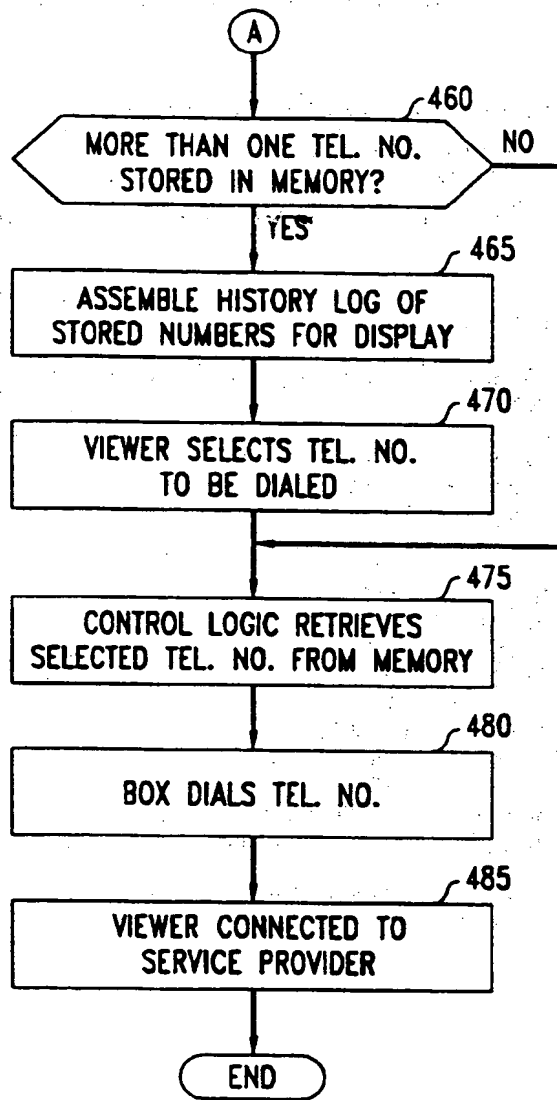 A
460
MORE THAN ONE TEL. NO.
STORED IN MEMORY?
NO
YES
465
ASSEMBLE HISTORY LOG OF
STORED NUMBERS FOR DISPLAY
470
VIEWER SELECTS TEL. NO.
TO BE DIALED
475
CONTROL LOGIC RETRIEVES
SELECTED TEL. NO. FROM MEMORY
480
BOX DIALS TEL. NO.
485
VIEWER CONNECTED TO
SERVICE PROVIDER
END